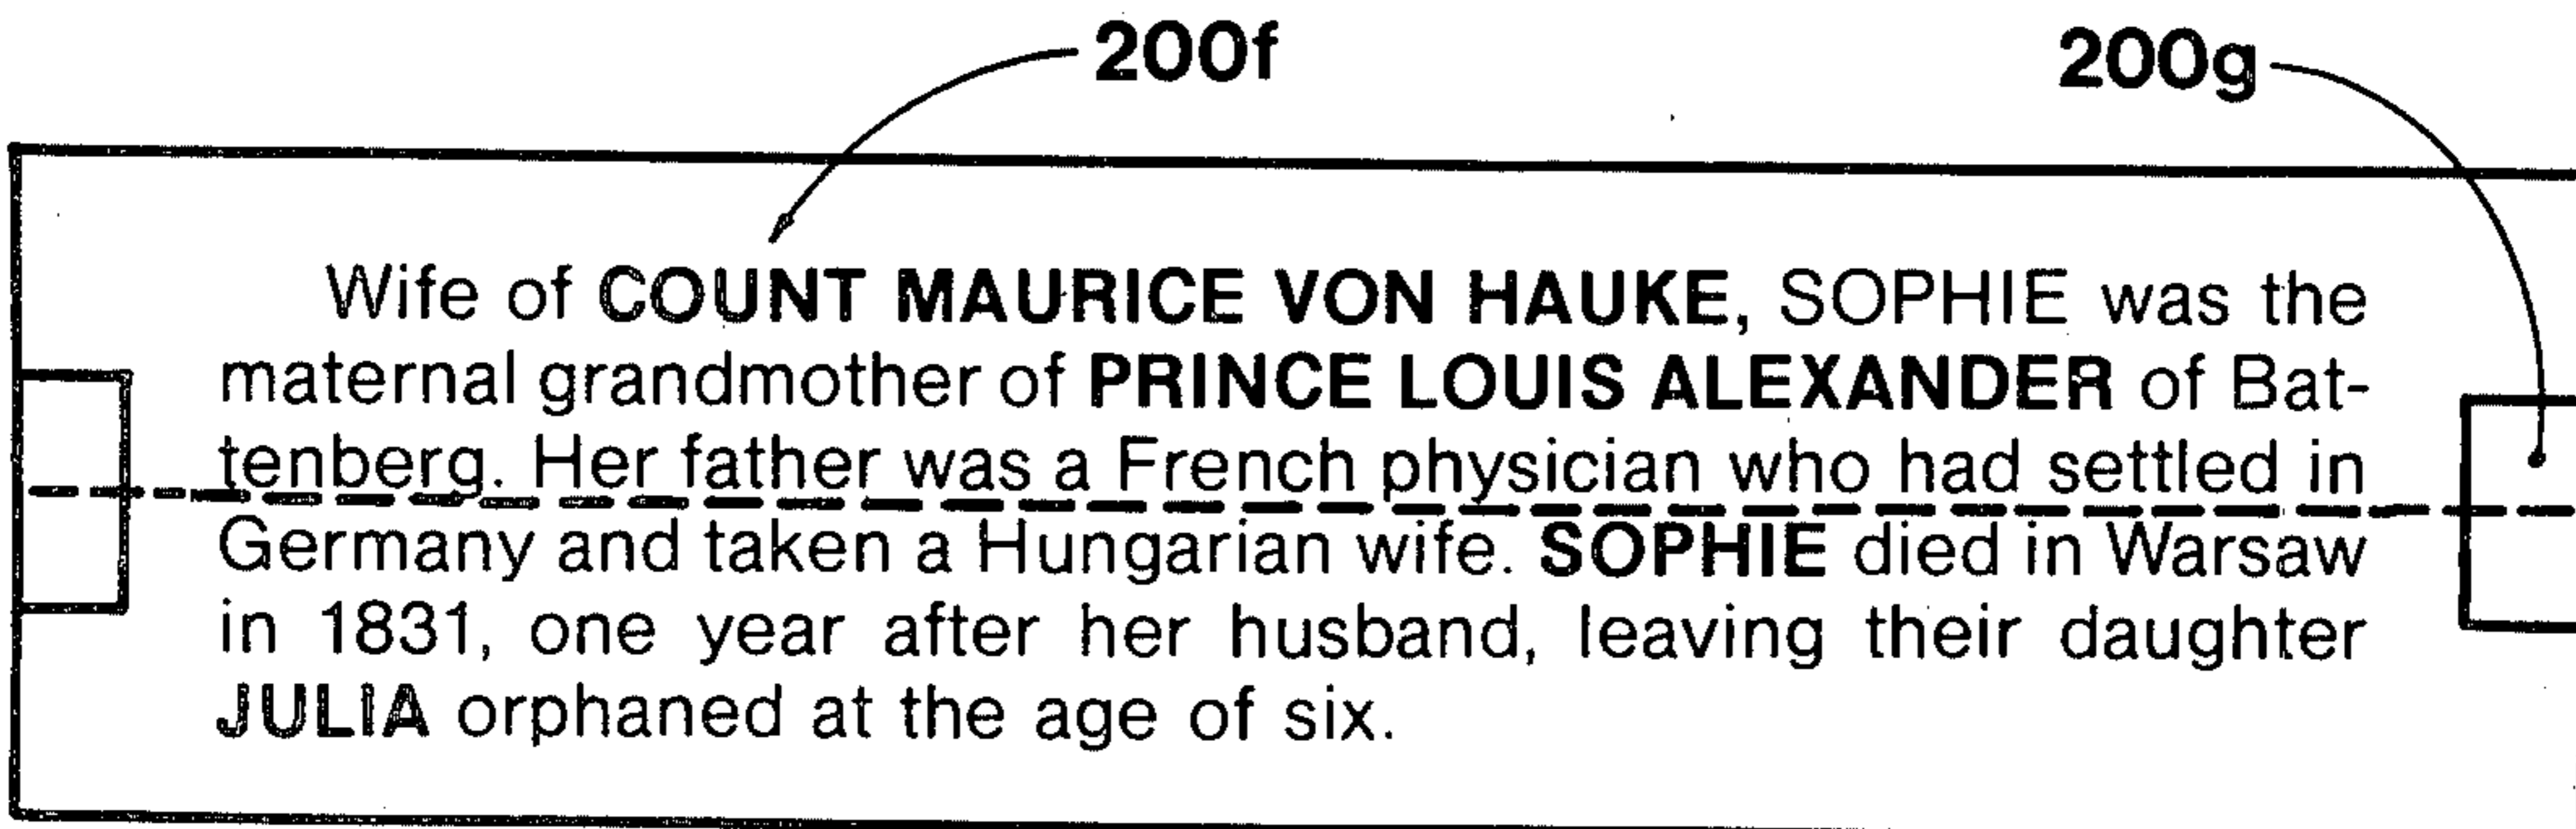 200f 200g
Wife of COUNT MAURICE VON HAUKE, SOPHIE was the
maternal grandmother of PRINCE LOUIS ALEXANDER of Bat-
tenberg. Her father was a French physician who had settled in
Germany and taken a Hungarian wife. SOPHIE died in Warsaw
in 1831, one year after her husband, leaving their daughter
JULIA orphaned at the age of six.